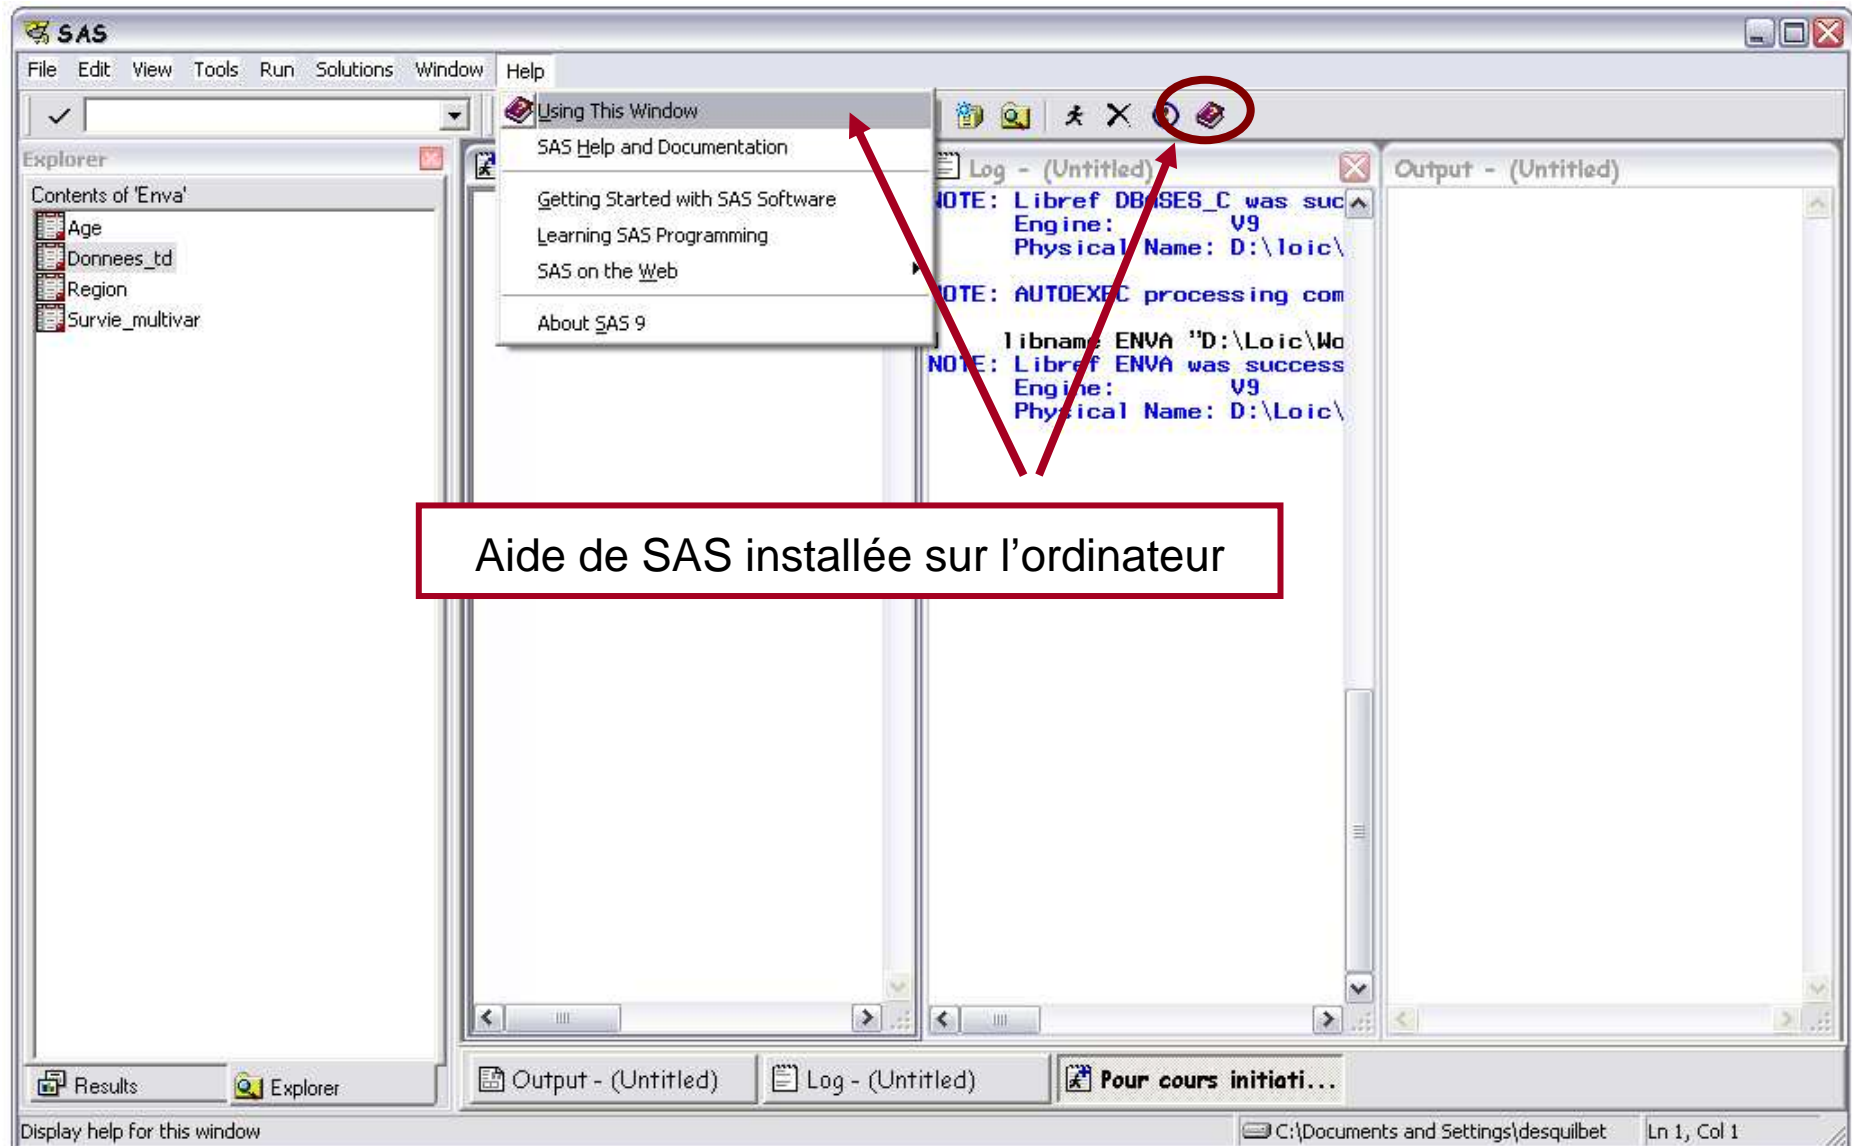 SAS
File Edit View Tools Run Solutions Window Help
Using This Window
SAS Help and Documentation
Getting Started with SAS Software
Learning SAS Programming
SAS on the Web
About SAS 9
Explorer
Contents of 'Enva'
Age
Donnees_td
Region
Survie_multivar
Log - (Untitled)
NOTE: Libref DBASES_C was suc
Engine: V9
Physical Name: D:\loic\
NOTE: AUTOEXEC processing com
1 libname ENVA "D:\Loic\Wo
NOTE: Libref ENVA was success
Engine: V9
Physical Name: D:\Loic\
Output - (Untitled)
Aide de SAS installée sur l'ordinateur
Results Explorer
Output - (Untitled) Log - (Untitled) Pour cours initiati...
Display help for this window C:\Documents and Settings\desquilbet Ln 1, Col 1